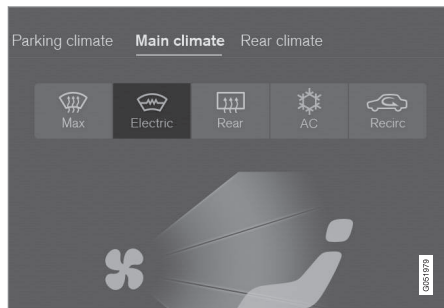 Parking climate Main climate Rear climate
Max Electric Rear AC Recirc
G051979